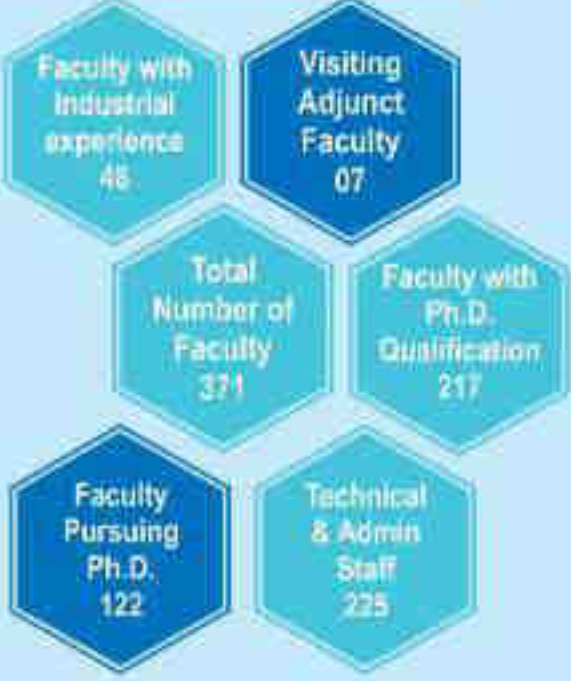 Faculty with
Industrial
experience
46
Visiting
Adjunct
Faculty
07
Total
Number of
Faculty
371
Faculty with
Ph.D.
Qualification
217
Faculty
Pursuing
Ph.D.
122
Technical
& Admin
Staff
225